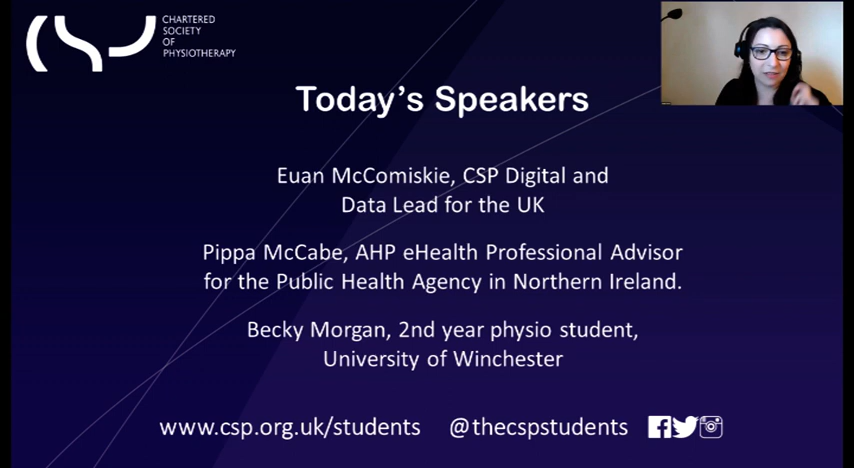 CHARTERED
SOCIETY
OF
PHYSIOTHERAPY
Today's Speakers
Euan McComiskie, CSP Digital and
Data Lead for the UK
Pippa McCabe, AHP eHealth Professional Advisor
for the Public Health Agency in Northern Ireland.
Becky Morgan, 2nd year physio student,
University of Winchester
www.csp.org.uk/students @thecspstudents